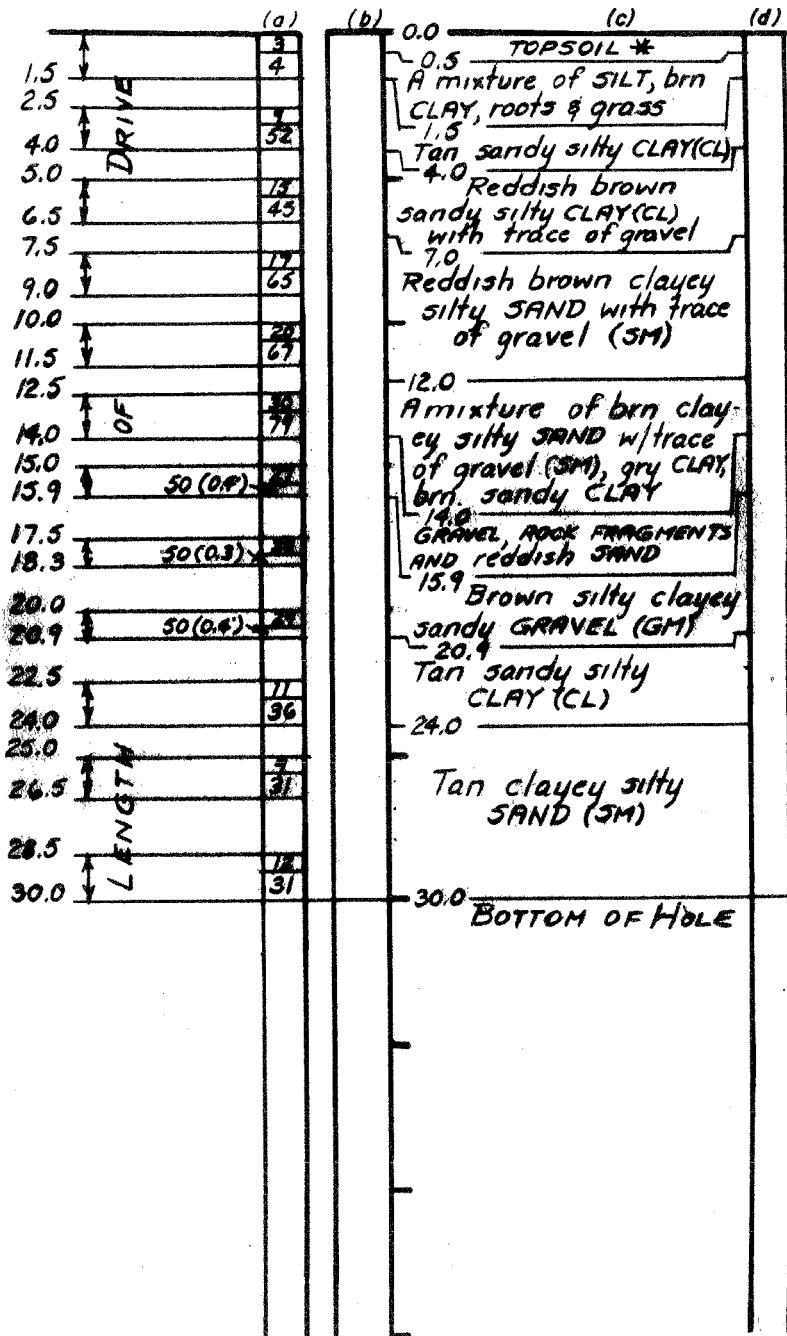 (a) (b) (c) (d)
0.0
3
TOPSOIL *
0.5
4
1.5
A mixture of SILT, brn
CLAY, roots & grass
1.5
2.5
52
4.0
Tan sandy silty CLAY(CL)
4.0
5.0
Reddish brown
sandy silty CLAY(CL)
with trace of gravel
15
45
6.5
7.0
7.5
17
65
9.0
Reddish brown clayey
silty SAND with trace
of gravel (SM)
10.0
20
67
11.5
12.0
12.5
A mixture of brn clay-
ey silty SAND w/trace
of gravel (SM), gry CLAY,
brn. sandy CLAY
14.0
14.0
15.0
50 (0.4')
15.9
GRAVEL, ROCK FRAGMENTS
AND reddish SAND
15.9
17.5
50 (0.3')
18.3
Brown silty clayey
sandy GRAVEL (GM)
20.9
20.0
29
50 (0.4')
20.9
Tan sandy silty
CLAY (CL)
22.5
11
36
24.0
24.0
25.0
31
26.5
Tan clayey silty
SAND (SM)
28.5
12
31
30.0
30.0
BOTTOM OF HOLE
LENGTH OF DRIVE